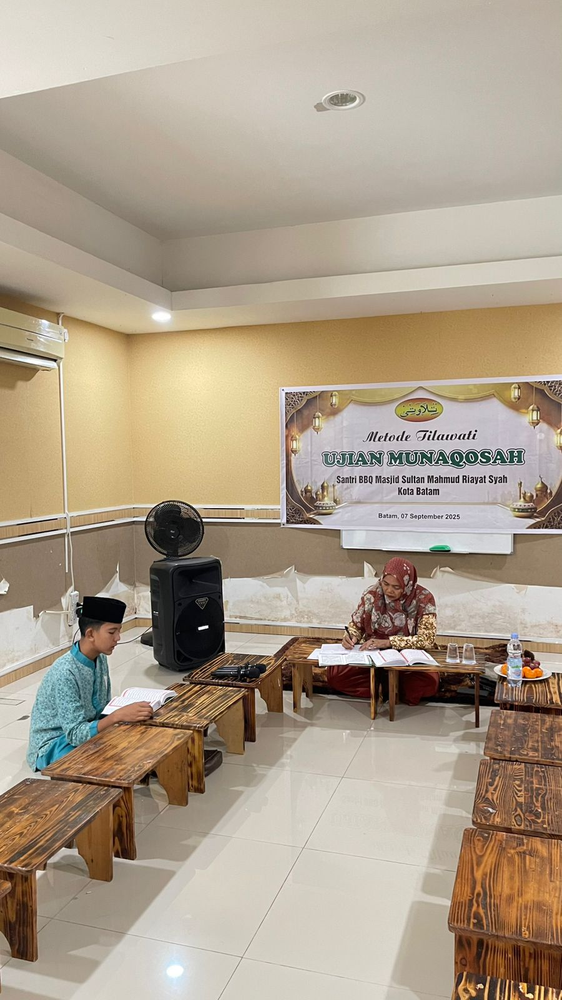 تلاوتي
Metode Tilawati
UJIAN MUNAQOSAH
Santri BBQ Masjid Sultan Mahmud Riayat Syah
Kota Batam
Batam, 07 September 2025